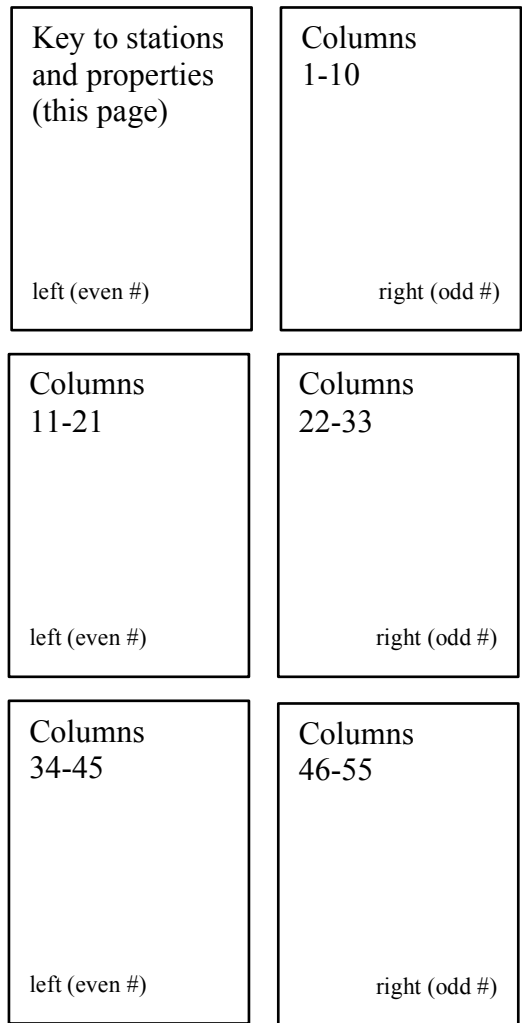 Key to stations
and properties
(this page)
left (even #)
Columns
1-10
right (odd #)
Columns
11-21
left (even #)
Columns
22-33
right (odd #)
Columns
34-45
left (even #)
Columns
46-55
right (odd #)